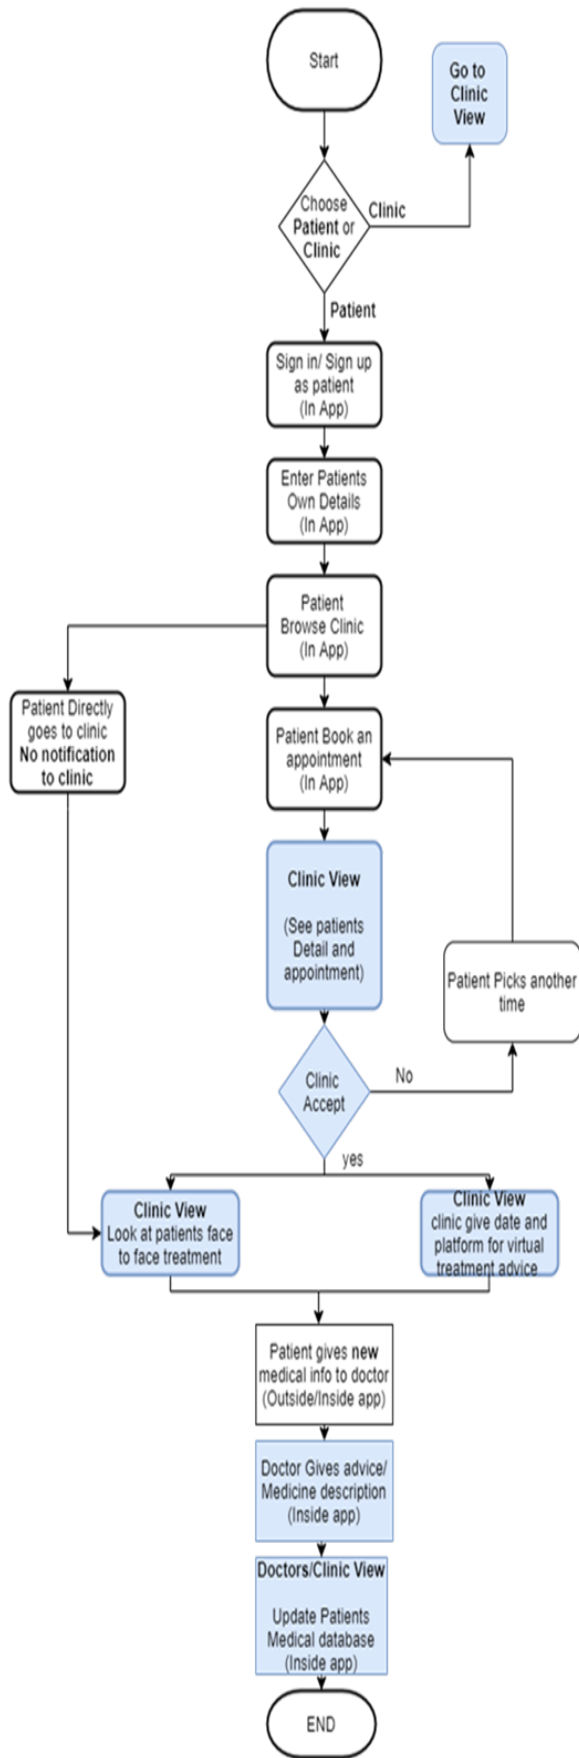 Start
Go to
Clinic
View
Choose
Patient or
Clinic
Clinic
Patient
Sign in/ Sign up
as patient
(In App)
Enter Patients
Own Details
(In App)
Patient
Browse Clinic
(In App)
Patient Directly
goes to clinic
No notification
to clinic
Patient Book an
appointment
(In App)
Clinic View
(See patients
Detail and
appointment)
Patient Picks another
time
Clinic
Accept
No
yes
Clinic View
Look at patients face
to face treatment
Clinic View
clinic give date and
platform for virtual
treatment advice
Patient gives new
medical info to doctor
(Outside/Inside app)
Doctor Gives advice/
Medicine description
(Inside app)
Doctors/Clinic View
Update Patients
Medical database
(Inside app)
END